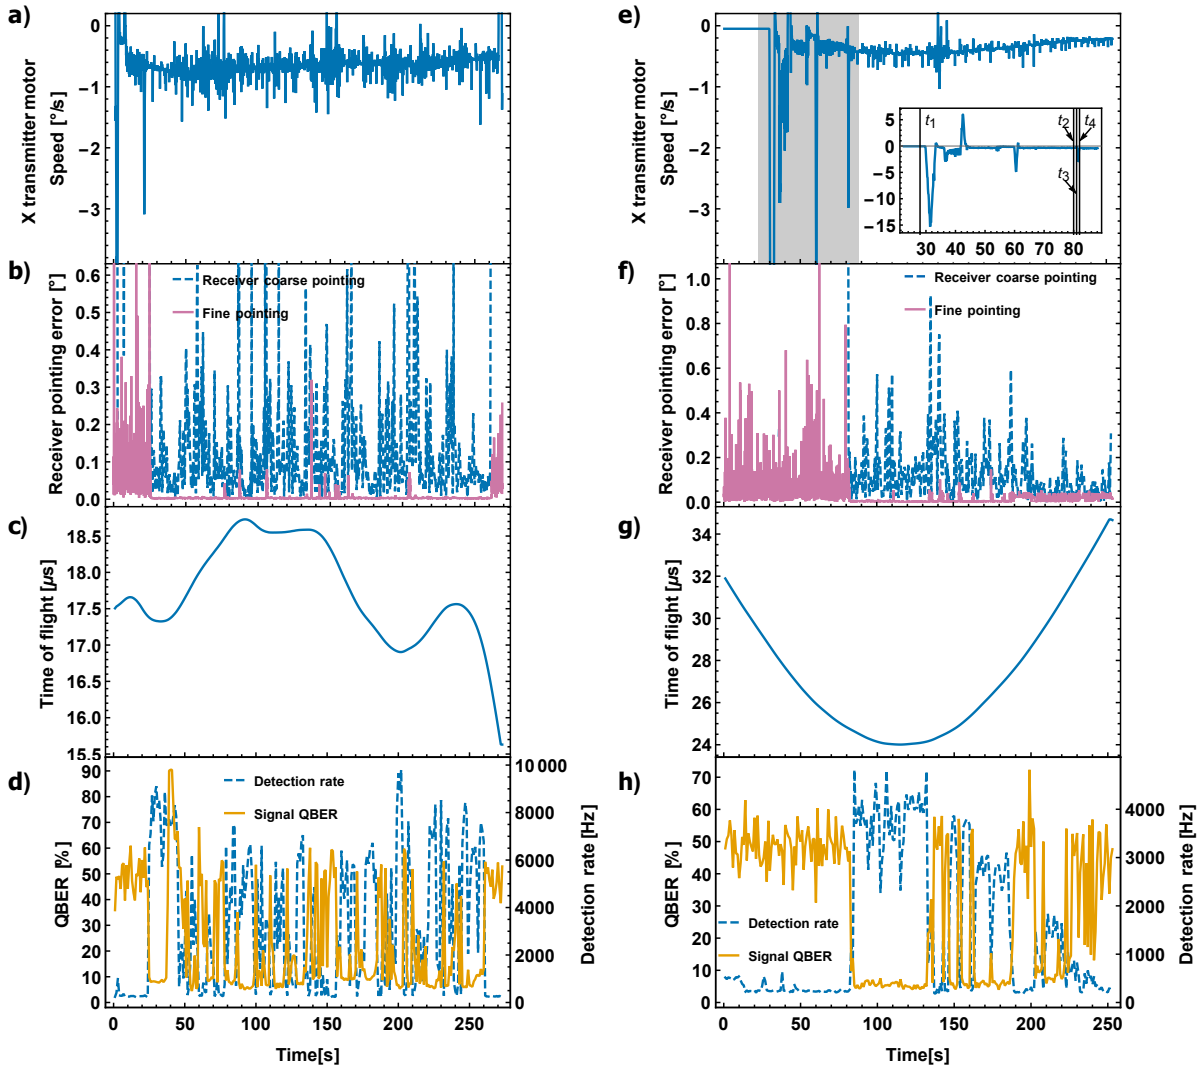 a)
0
−1
−2
−3
X transmitter motor
Speed [°/s]
b)
0.6
0.5
0.4
0.3
0.2
0.1
0.0
Receiver pointing error [°]
Receiver coarse pointing
Fine pointing
c)
18.5
18.0
17.5
17.0
16.5
16.0
15.5
Time of flight [μs]
d)
90
80
70
60
50
40
30
20
10
0
QBER [%]
Detection rate
Signal QBER
10 000
8000
6000
4000
2000
0
Detection rate [Hz]
0 50 100 150 200 250
Time[s]
e)
0
−1
−2
−3
X transmitter motor
Speed [°/s]
5
0
−5
−10
−15
t1
t2
t4
t3
30 40 50 60 70 80
f)
1.0
0.8
0.6
0.4
0.2
0.0
Receiver pointing error [°]
Receiver coarse pointing
Fine pointing
g)
34
32
30
28
26
24
Time of flight [μs]
h)
70
60
50
40
30
20
10
0
QBER [%]
Detection rate
Signal QBER
4000
3000
2000
1000
0
Detection rate [Hz]
0 50 100 150 200 250
Time[s]